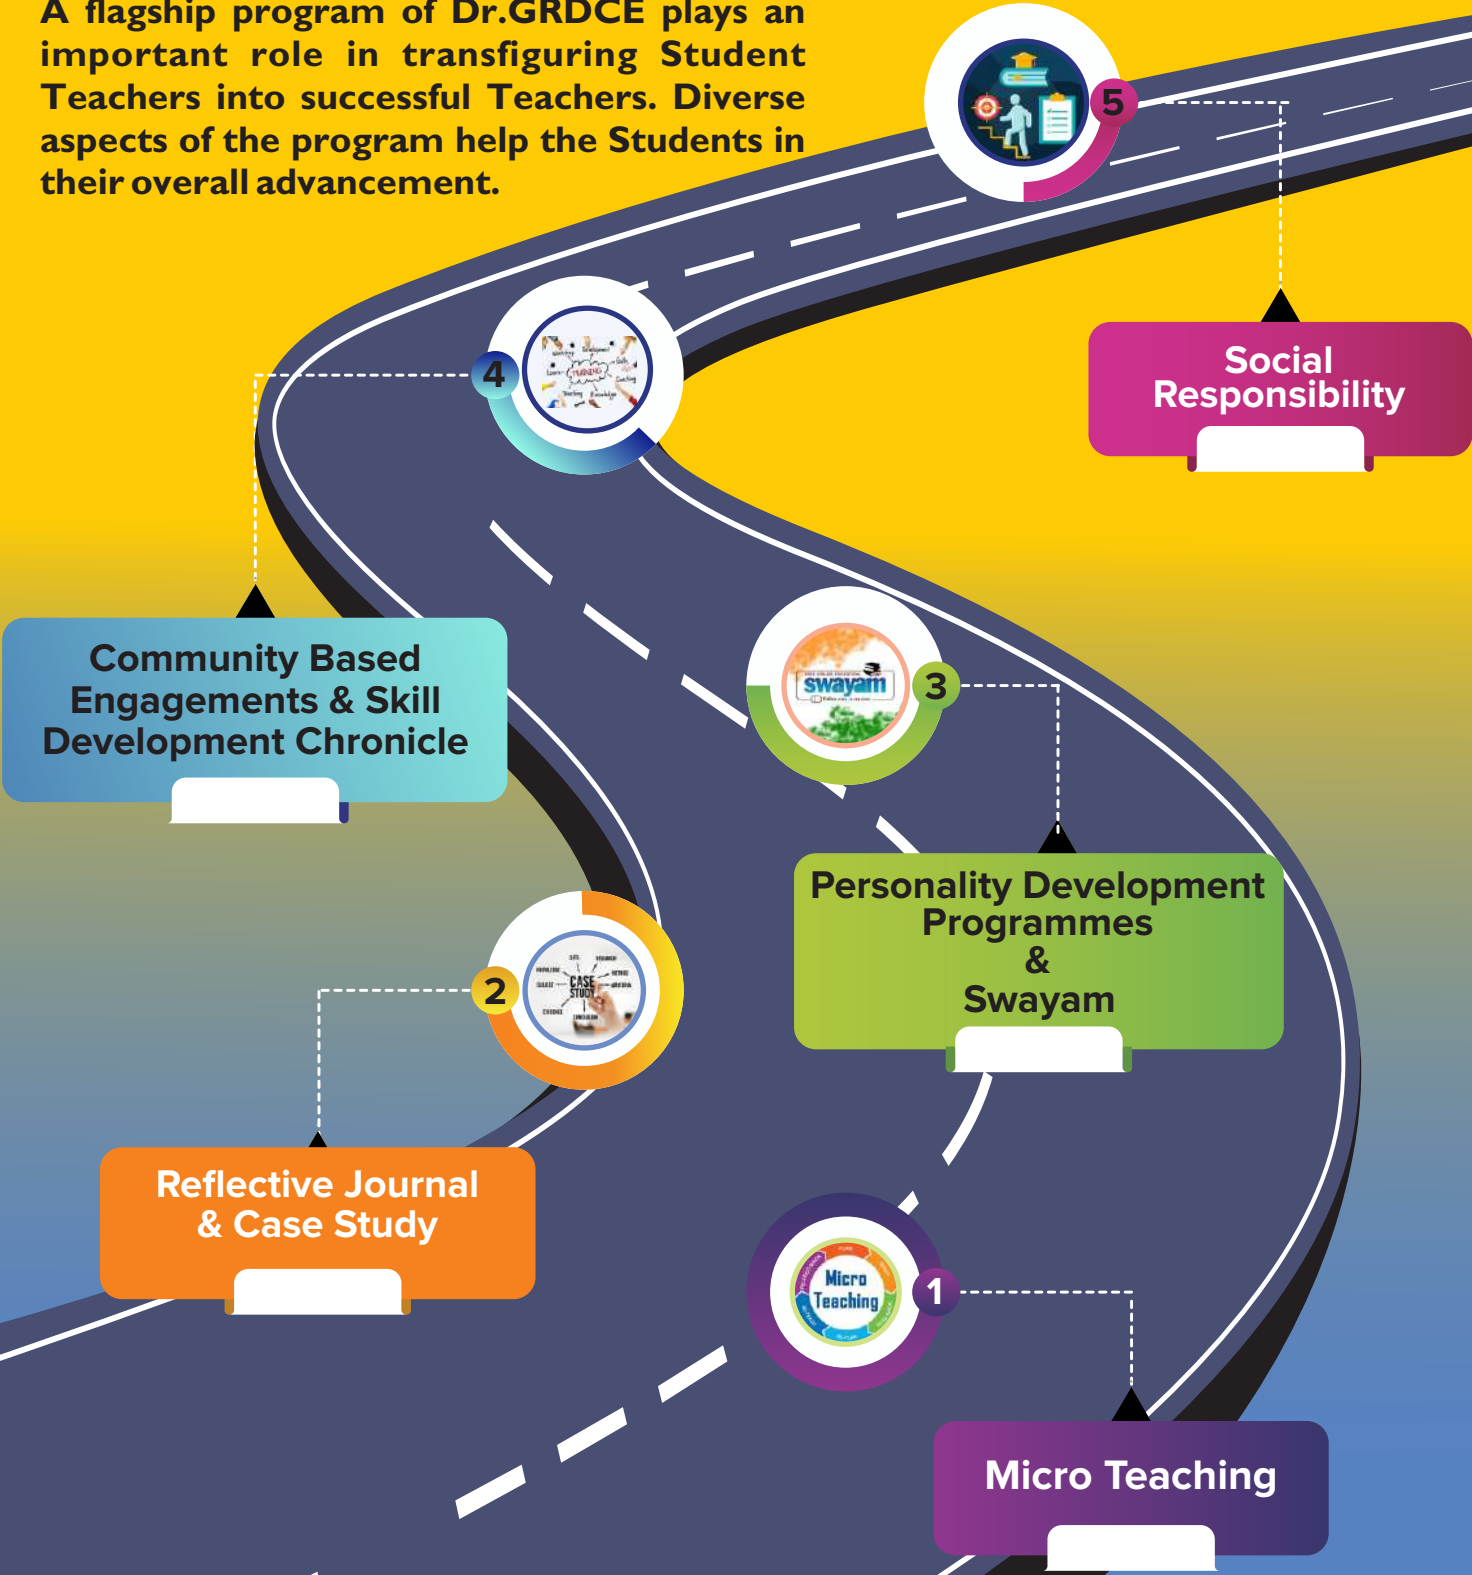 A flagship program of Dr.GRDCE plays an
important role in transfiguring Student
Teachers into successful Teachers. Diverse
aspects of the program help the Students in
their overall advancement.
5
Social
Responsibility
4
TRAINING
Community Based
Engagements & Skill
Development Chronicle
swayam
3
Personality Development
Programmes
&
Swayam
CASE
STUDY
2
Reflective Journal
& Case Study
Micro
Teaching
1
Micro Teaching